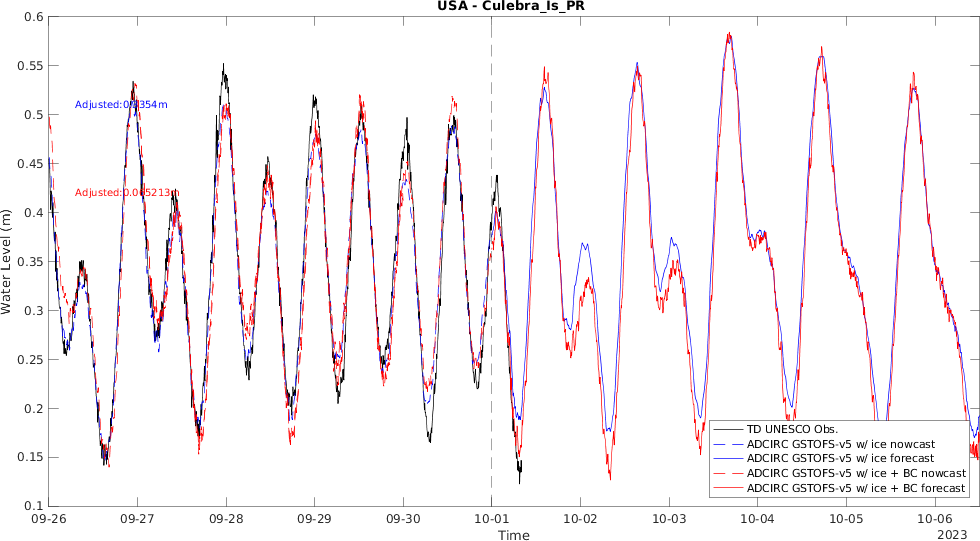 USA - Culebra_Is_PR
0.6
0.55
0.5
0.45
0.4
0.35
0.3
0.25
0.2
0.15
0.1
Water Level (m)
TD UNESCO Obs.
ADCIRC GSTOFS-v5 w/ ice nowcast
ADCIRC GSTOFS-v5 w/ ice forecast
ADCIRC GSTOFS-v5 w/ ice + BC nowcast
ADCIRC GSTOFS-v5 w/ ice + BC forecast
09-26 09-27 09-28 09-29 09-30 10-01 10-02 10-03 10-04 10-05 10-06
Time
2023